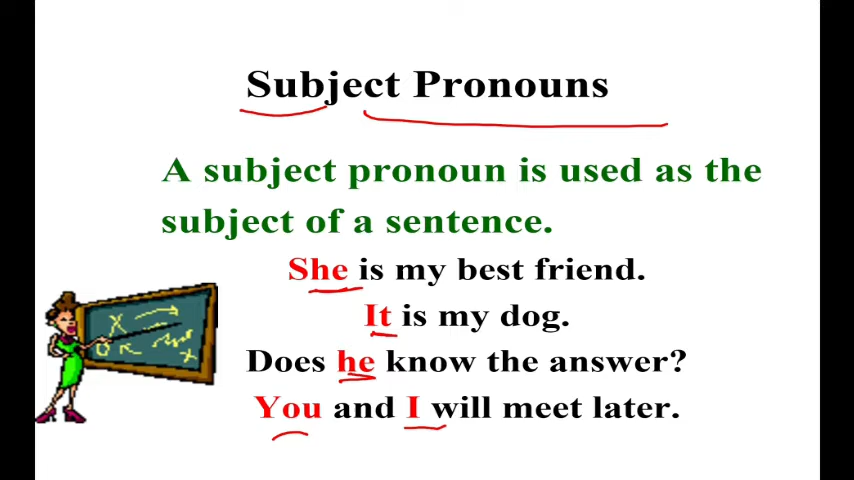 Subject Pronouns
A subject pronoun is used as the
subject of a sentence.
She is my best friend.
It is my dog.
Does he know the answer?
You and I will meet later.